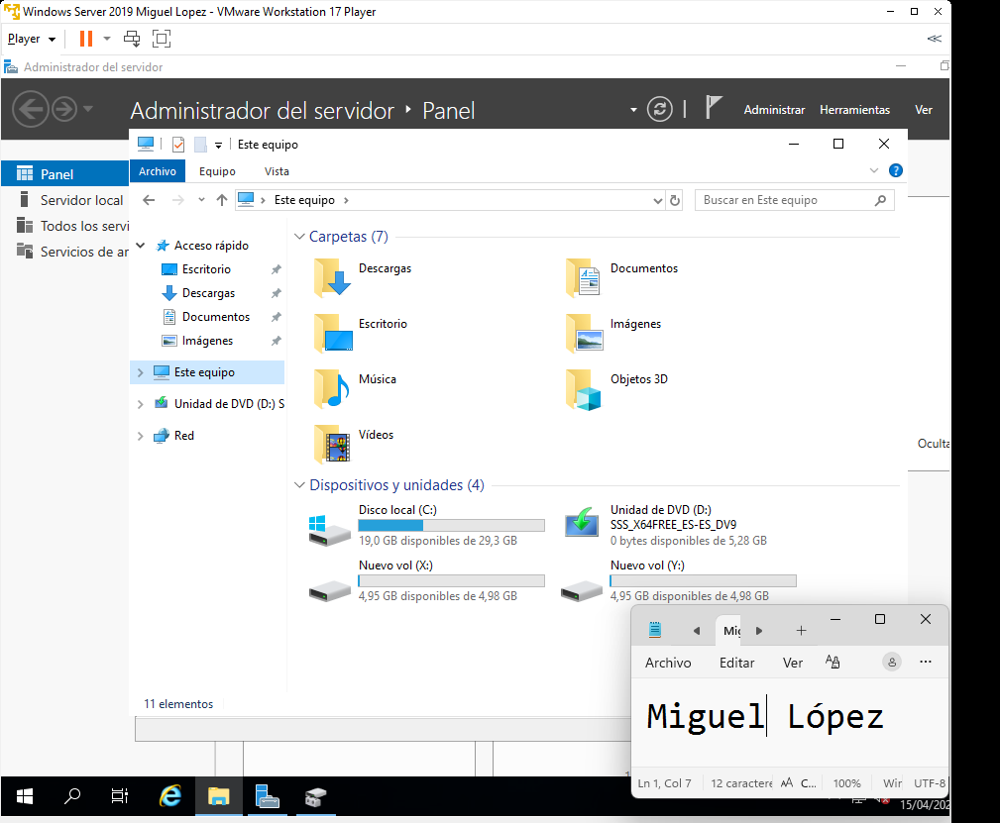 Windows Server 2019 Miguel Lopez - VMware Workstation 17 Player
Player
Administrador del servidor
Administrador del servidor Panel
Administrar Herramientas Ver
Panel
Servidor local
Todos los servi
Servicios de ar
Este equipo
Archivo Equipo Vista
Este equipo
Buscar en Este equipo
Acceso rápido
Escritorio
Descargas
Documentos
Imágenes
Este equipo
Unidad de DVD (D:) S
Red
Carpetas (7)
Descargas
Documentos
Escritorio
Imágenes
Música
Objetos 3D
Vídeos
Dispositivos y unidades (4)
Disco local (C:)
19,0 GB disponibles de 29,3 GB
Unidad de DVD (D:)
SSS_X64FREE_ES-ES_DV9
0 bytes disponibles de 5,28 GB
Nuevo vol (X:)
4,95 GB disponibles de 4,98 GB
Nuevo vol (Y:)
4,95 GB disponibles de 4,98 GB
11 elementos
Oculta
Mig
Archivo Editar Ver
Miguel López
Ln 1, Col 7 12 caractere C... 100% Wir UTF-8
15/04/202